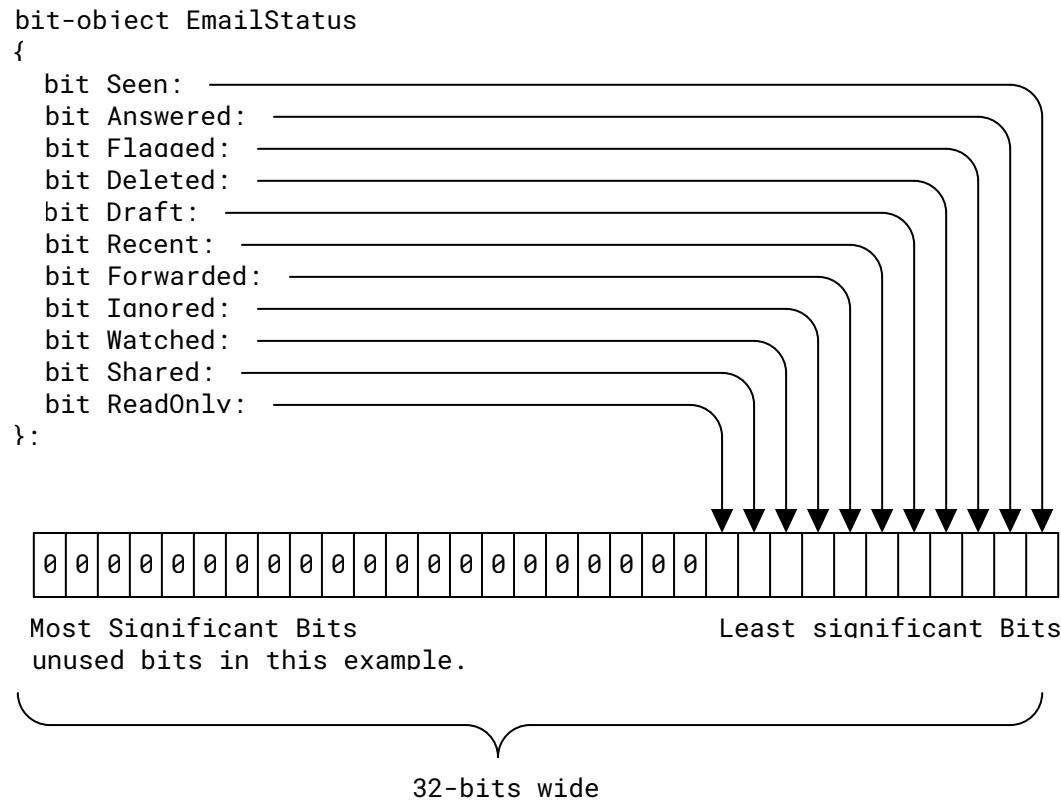 bit-object EmailStatus
{
bit Seen;
bit Answered;
bit Flagged;
bit Deleted;
bit Draft;
bit Recent;
bit Forwarded;
bit Ignored;
bit Watched;
bit Shared;
bit ReadOnly;
};
0 0 0 0 0 0 0 0 0 0 0 0 0 0 0 0 0 0 0 0 0
Most Significant Bits
Least significant Bits
unused bits in this example.
32-bits wide